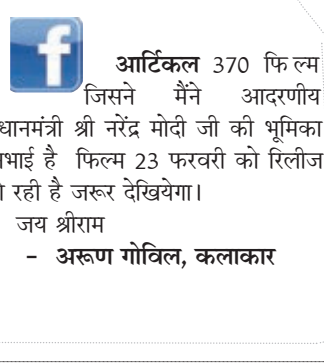 आर्टिकल 370 फिल्म
जिसने मैंने आदरणीय
धानमंत्री श्री नरेंद्र मोदी जी की भूमिका
भाई है फिल्म 23 फरवरी को रिलीज
रही है जरूर देखियेगा।
जय श्रीराम
- अरूण गोविल, कलाकार